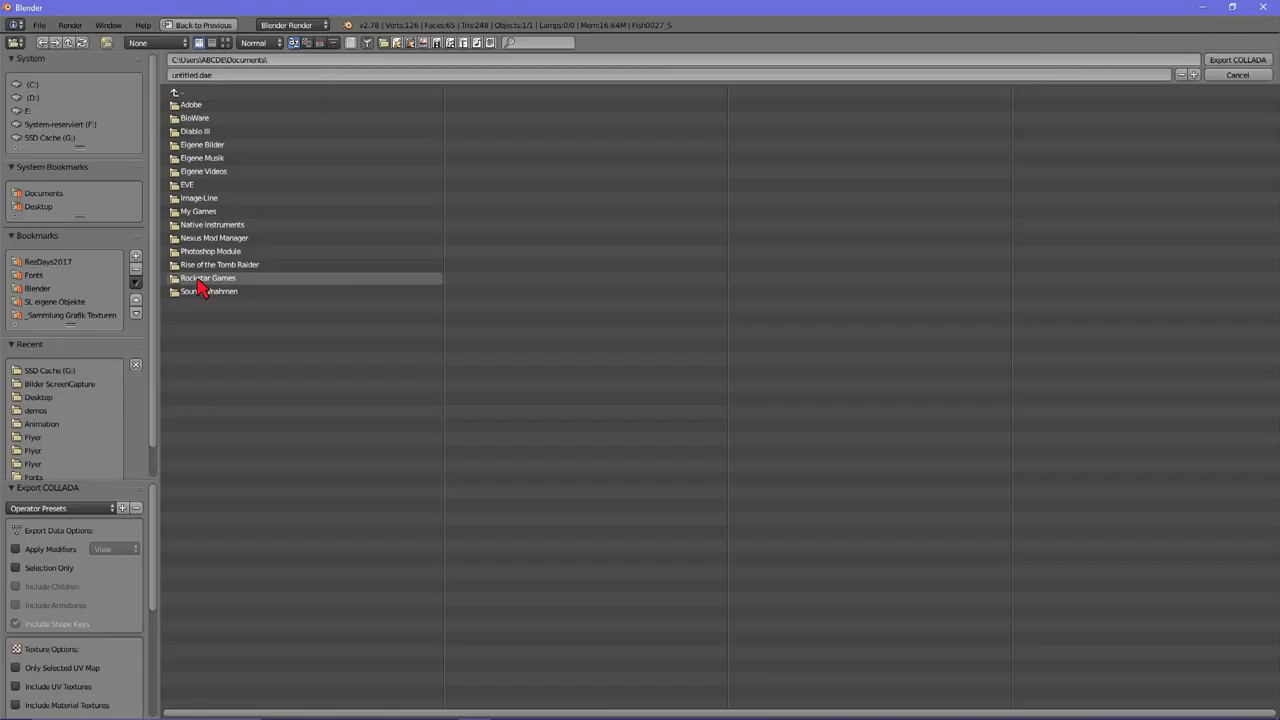 Blender
File Render Window Help Back to Previous Blender Render v2.78 | Verts:126 | Faces:65 | Tris:248 | Objects:1/1 | Lamps:0/0 | Mem:16.64M | Fish0027_S
None Normal
System
(C:)
(D:)
E:
System-reserviert (F:)
SSD Cache (G:)
System Bookmarks
Documents
Desktop
Bookmarks
RezDays2017
Fonts
Blender
SL eigene Objekte
_Sammlung Grafik Texturen
Recent
SSD Cache (G:)
Bilder ScreenCapture
Desktop
demos
Animation
Flyer
Flyer
Flyer
Fonts
Export COLLADA
Operator Presets
Export Data Options:
Apply Modifiers View
Selection Only
Include Children
Include Armatures
Include Shape Keys
Texture Options:
Only Selected UV Map
Include UV Textures
Include Material Textures
C:\Users\ABCDE\Documents\
Export COLLADA
untitled.dae
Cancel
..
Adobe
BioWare
Diablo III
Eigene Bilder
Eigene Musik
Eigene Videos
EVE
Image-Line
My Games
Native Instruments
Nexus Mod Manager
Photoshop Module
Rise of the Tomb Raider
Rockstar Games